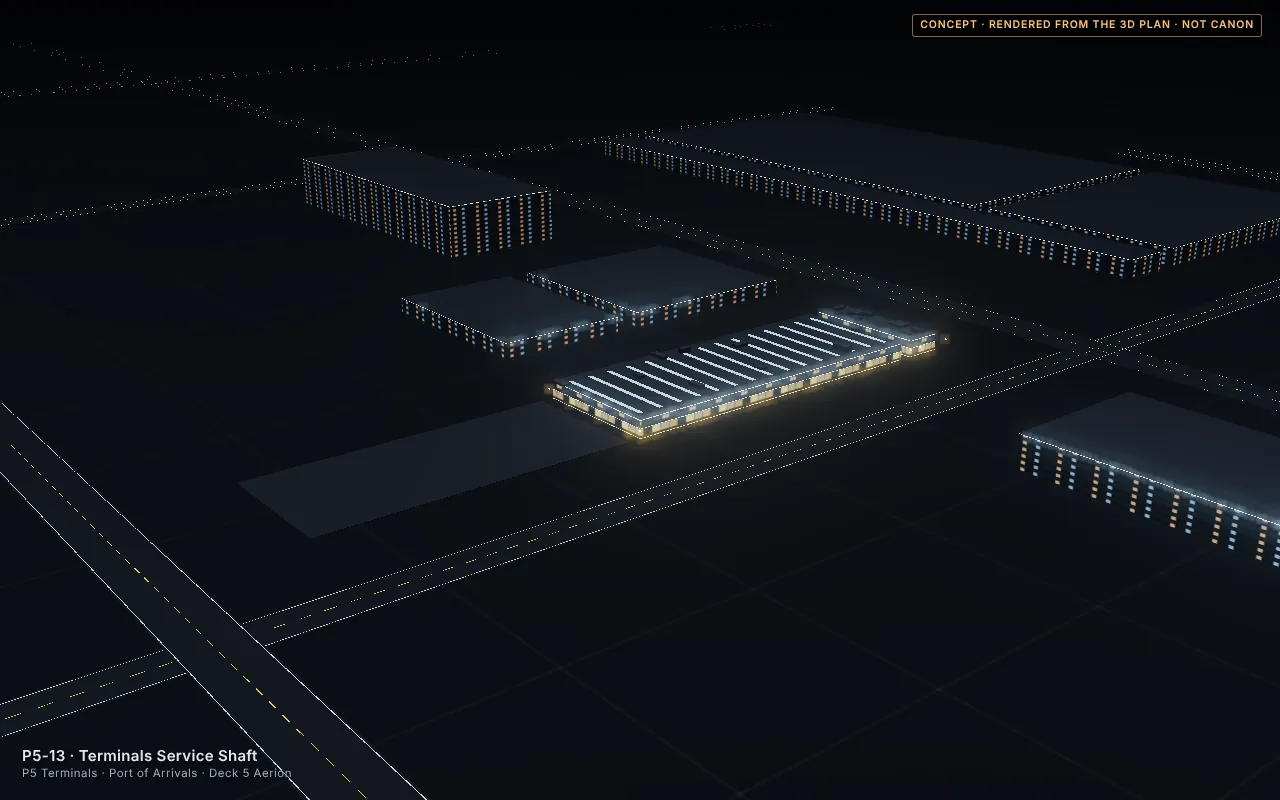 CONCEPT · RENDERED FROM THE 3D PLAN · NOT CANON
P5-13 · Terminals Service Shaft
P5 Terminals · Port of Arrivals · Deck 5 Aerion